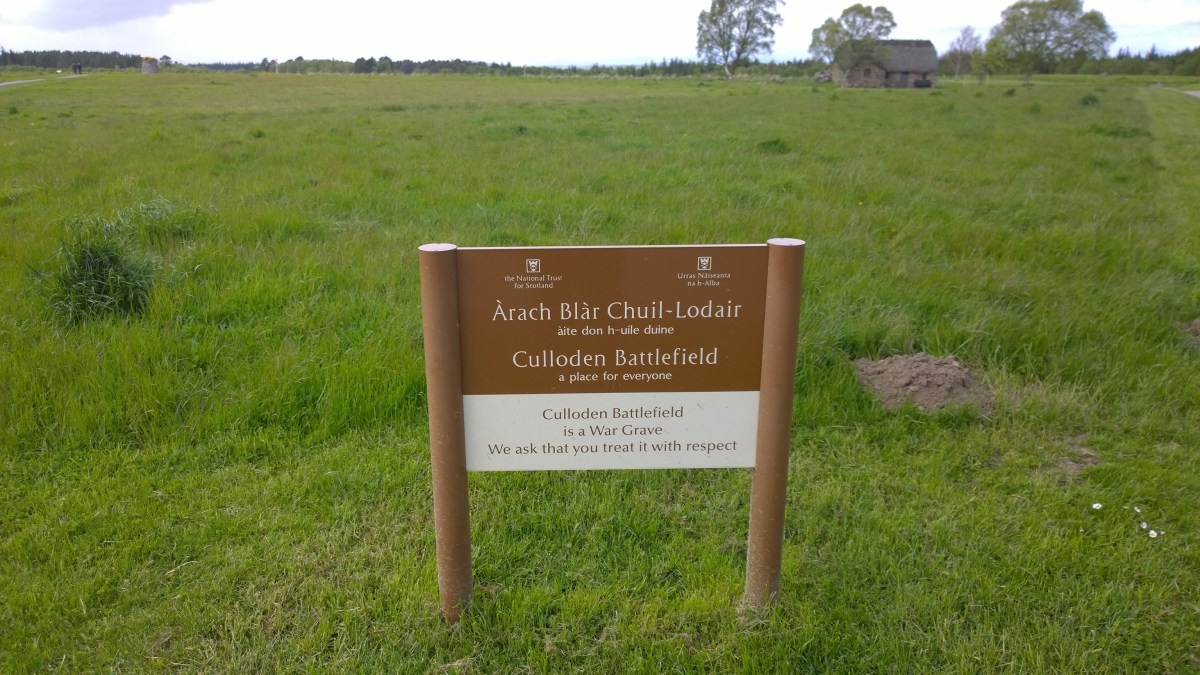 the National Trust
for Scotland
Urras Nàiseanta
na h-Alba
Àrach Blàr Chuil-Lodair
àite don h-uile duine
Culloden Battlefield
a place for everyone
Culloden Battlefield
is a War Grave
We ask that you treat it with respect